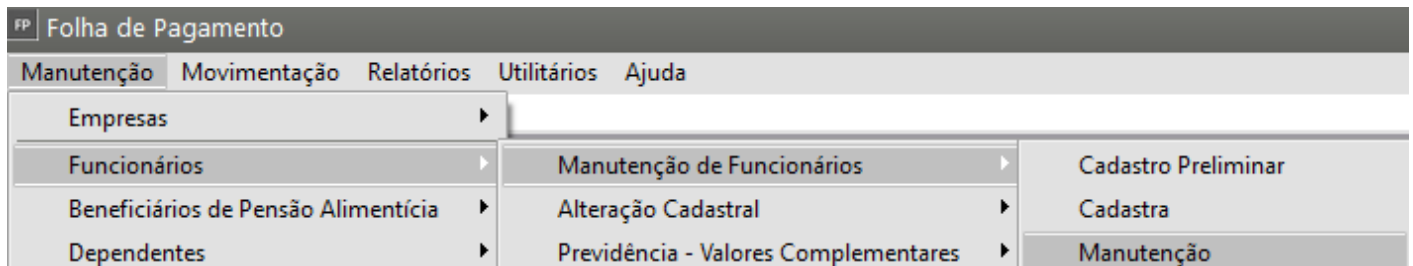 FP Folha de Pagamento
Manutenção Movimentação Relatórios Utilitários Ajuda
Empresas
Funcionários Manutenção de Funcionários Cadastro Preliminar
Beneficiários de Pensão Alimentícia Alteração Cadastral Cadastra
Dependentes Previdência - Valores Complementares Manutenção